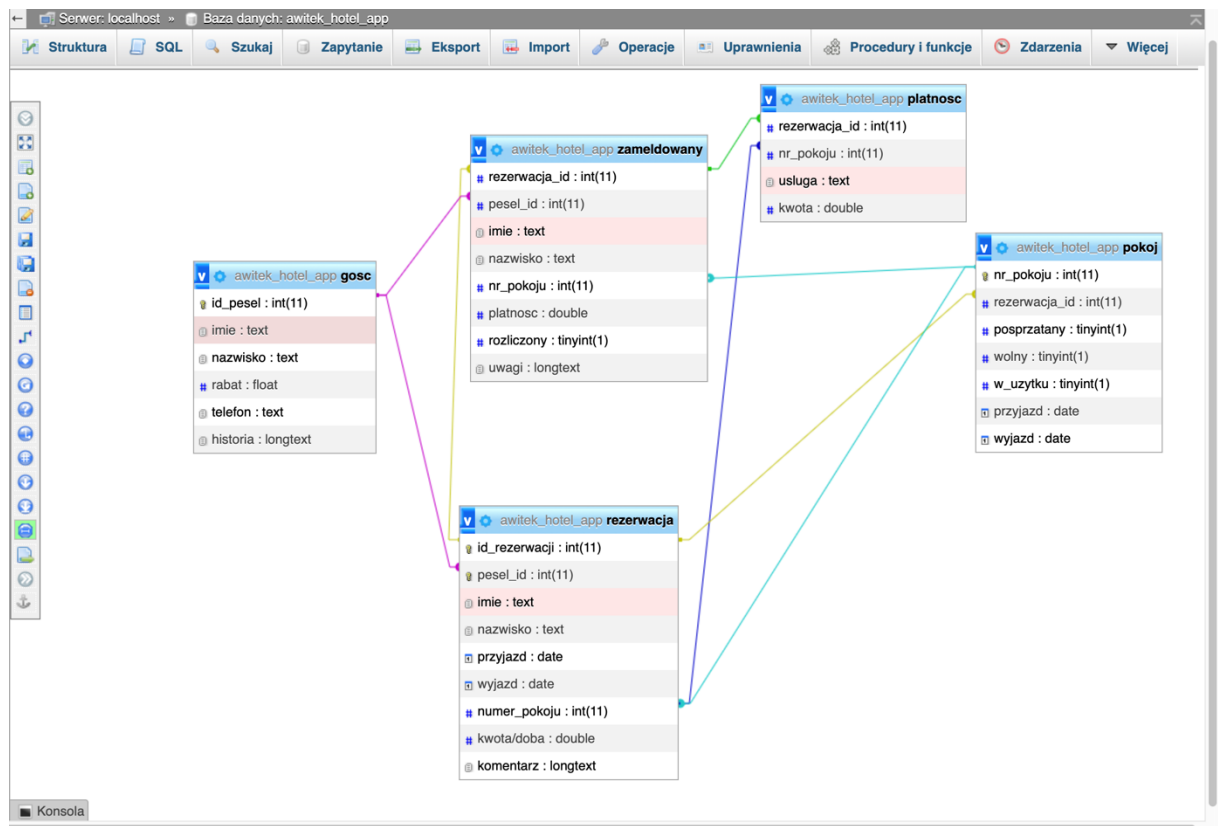 Serwer: localhost » Baza danych: awitek_hotel_app
Struktura SQL Szukaj Zapytanie Eksport Import Operacje Uprawnienia Procedury i funkcje Zdarzenia Więcej
v awitek_hotel_app platnosc
# rezerwacja_id : int(11)
# nr_pokoju : int(11)
usluga : text
# kwota : double
v awitek_hotel_app zameldowany
# rezerwacja_id : int(11)
# pesel_id : int(11)
imie : text
nazwisko : text
# nr_pokoju : int(11)
# platnosc : double
# rozliczony : tinyint(1)
uwagi : longtext
v awitek_hotel_app pokoj
nr_pokoju : int(11)
# rezerwacja_id : int(11)
# posprzatany : tinyint(1)
# wolny : tinyint(1)
# w_uzytku : tinyint(1)
przyjazd : date
wyjazd : date
v awitek_hotel_app gosc
id_pesel : int(11)
imie : text
nazwisko : text
# rabat : float
telefon : text
historia : longtext
v awitek_hotel_app rezerwacja
id_rezerwacji : int(11)
pesel_id : int(11)
imie : text
nazwisko : text
przyjazd : date
wyjazd : date
# numer_pokoju : int(11)
# kwota/doba : double
komentarz : longtext
Konsola